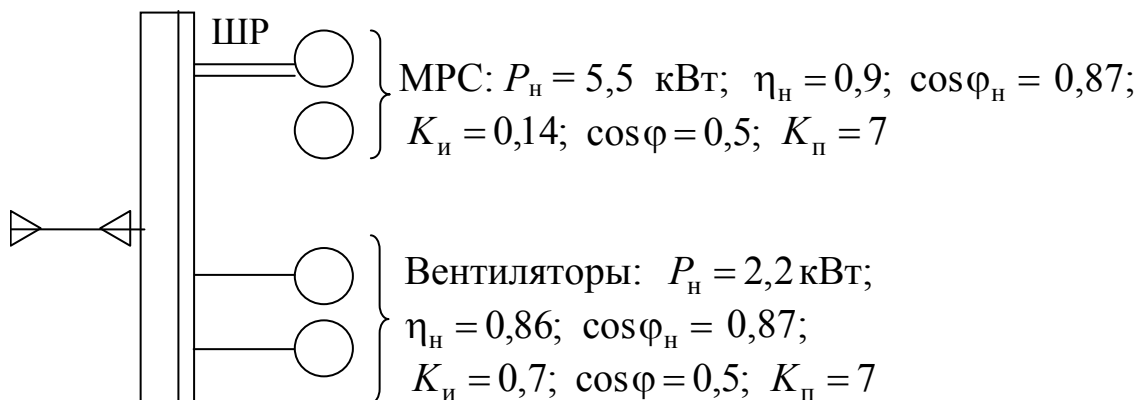 ШР
МРС: Pн = 5,5 кВт; ηн = 0,9; cosφн = 0,87;
Kи = 0,14; cosφ = 0,5; Kп = 7
Вентиляторы: Pн = 2,2 кВт;
ηн = 0,86; cosφн = 0,87;
Kи = 0,7; cosφ = 0,5; Kп = 7